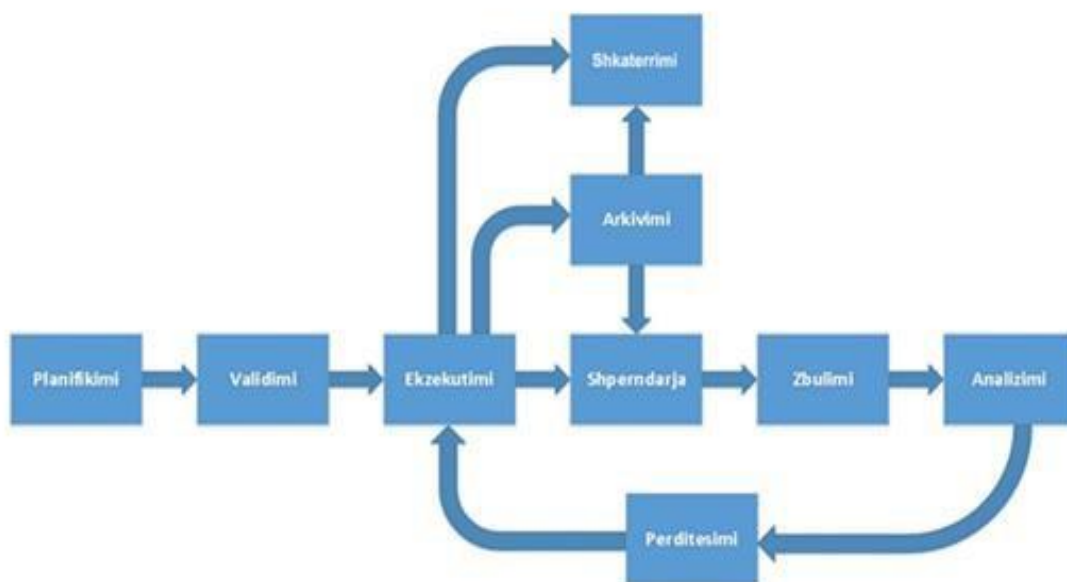 Shkaterrimi
Arkivimi
Planifikimi
Validimi
Ekzekutimi
Shperndarja
Zbulimi
Analizimi
Perditesimi